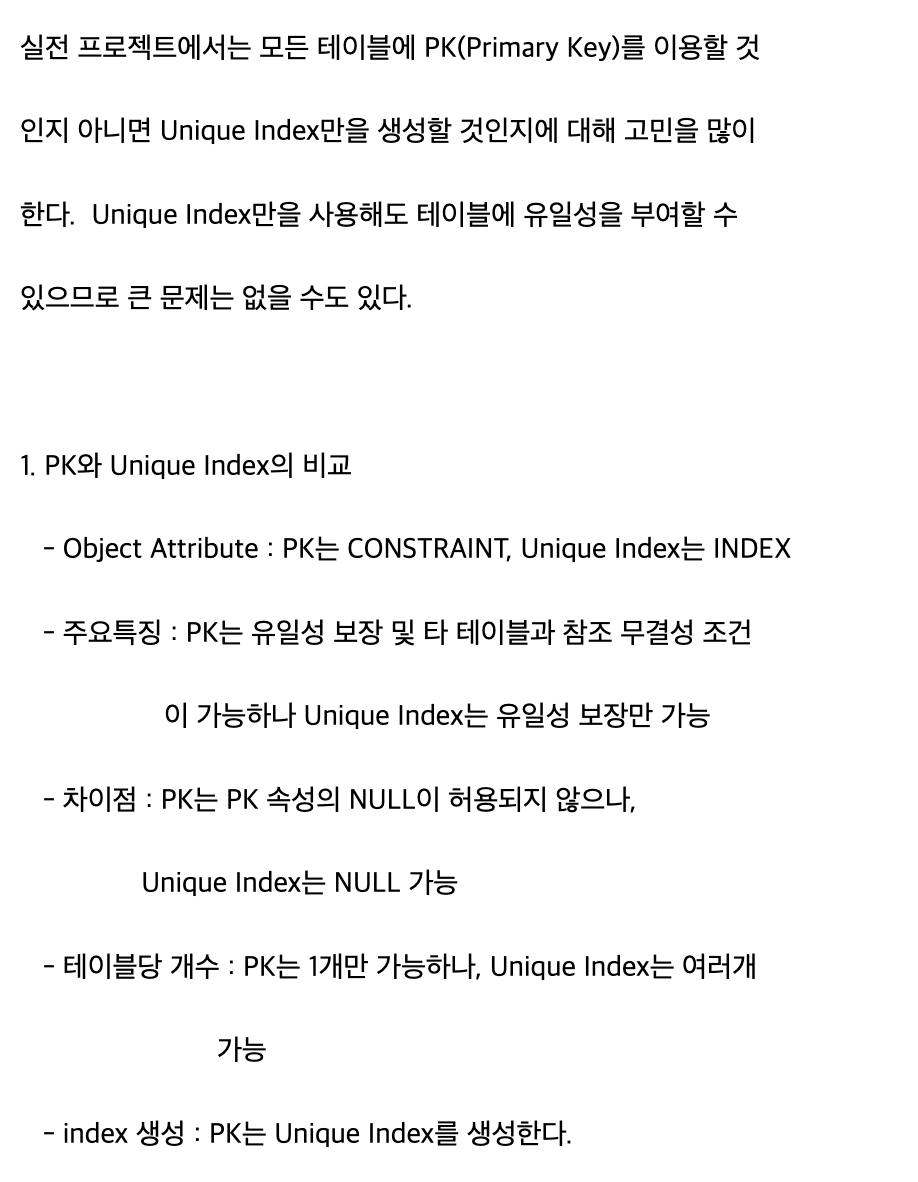 실전 프로젝트에서는 모든 테이블에 PK(Primary Key)를 이용할 것
인지 아니면 Unique Index만을 생성할 것인지에 대해 고민을 많이
한다.  Unique Index만을 사용해도 테이블에 유일성을 부여할 수
있으므로 큰 문제는 없을 수도 있다.
1. PK와 Unique Index의 비교
- Object Attribute : PK는 CONSTRAINT, Unique Index는 INDEX
- 주요특징 : PK는 유일성 보장 및 타 테이블과 참조 무결성 조건
이 가능하나 Unique Index는 유일성 보장만 가능
- 차이점 : PK는 PK 속성의 NULL이 허용되지 않으나,
Unique Index는 NULL 가능
- 테이블당 개수 : PK는 1개만 가능하나, Unique Index는 여러개
가능
- index 생성 : PK는 Unique Index를 생성한다.